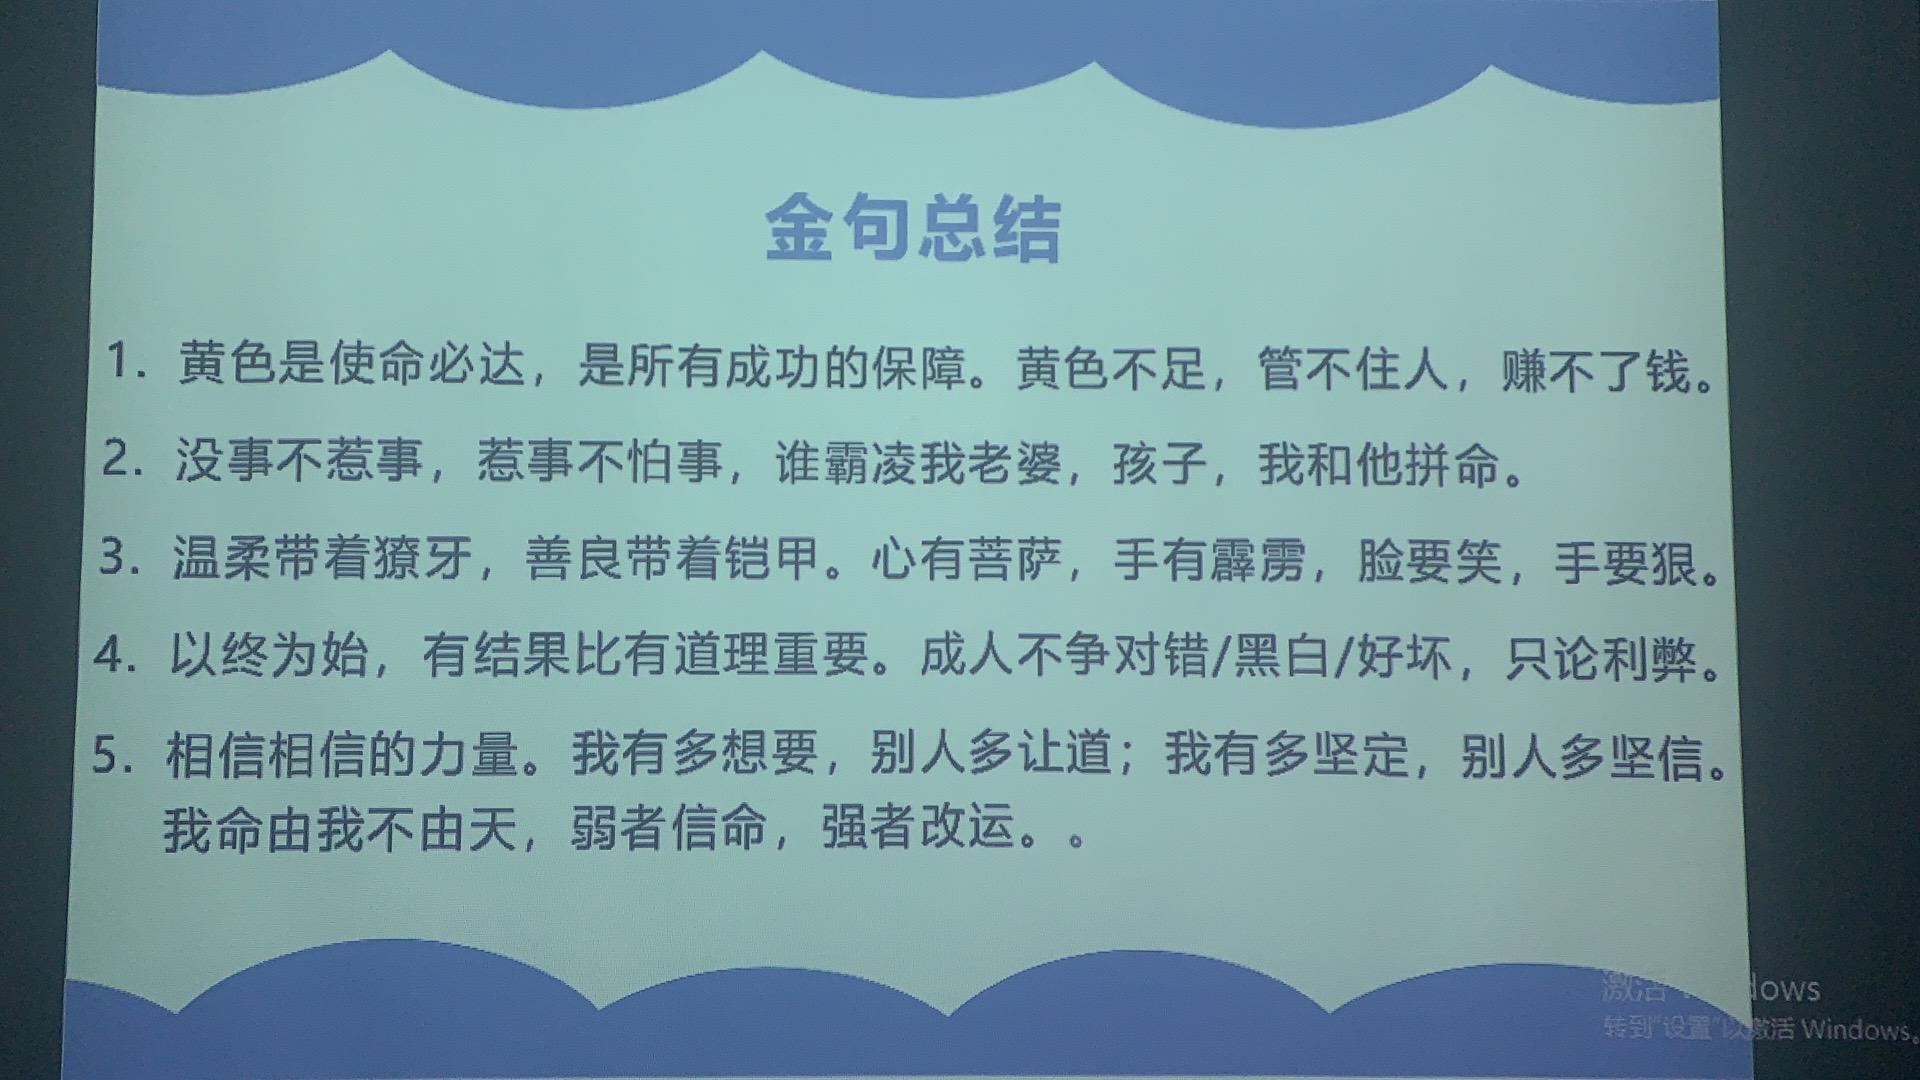 金句总结
1. 黄色是使命必达，是所有成功的保障。黄色不足，管不住人，赚不了钱。
2. 没事不惹事，惹事不怕事，谁霸凌我老婆，孩子，我和他拼命。
3. 温柔带着獠牙，善良带着铠甲。心有菩萨，手有霹雳，脸要笑，手要狠。
4. 以终为始，有结果比有道理重要。成人不争对错/黑白/好坏，只论利弊。
5. 相信相信的力量。我有多想要，别人多让道；我有多坚定，别人多坚信。
我命由我不由天，弱者信命，强者改运。。
激活 dows
转到“设置”以激活 Windows。